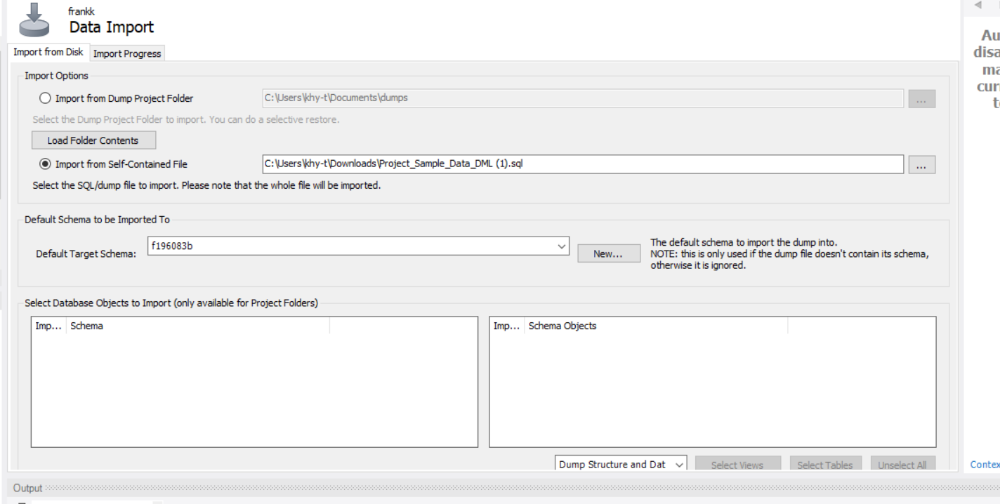 frankk
Data Import
Import from Disk
Import Progress
Import Options
Import from Dump Project Folder
C:\Users\khy-t\Documents\dumps
...
Select the Dump Project Folder to import. You can do a selective restore.
Load Folder Contents
Import from Self-Contained File
C:\Users\khy-t\Downloads\Project_Sample_Data_DML (1).sql
...
Select the SQL/dump file to import. Please note that the whole file will be imported.
Default Schema to be Imported To
Default Target Schema:
f196083b
New...
The default schema to import the dump into.
NOTE: this is only used if the dump file doesn't contain its schema,
otherwise it is ignored.
Select Database Objects to Import (only available for Project Folders)
Imp... Schema
Imp... Schema Objects
Dump Structure and Dat
Select Views
Select Tables
Unselect All
Output
Au
disa
ma
curr
t
Contex